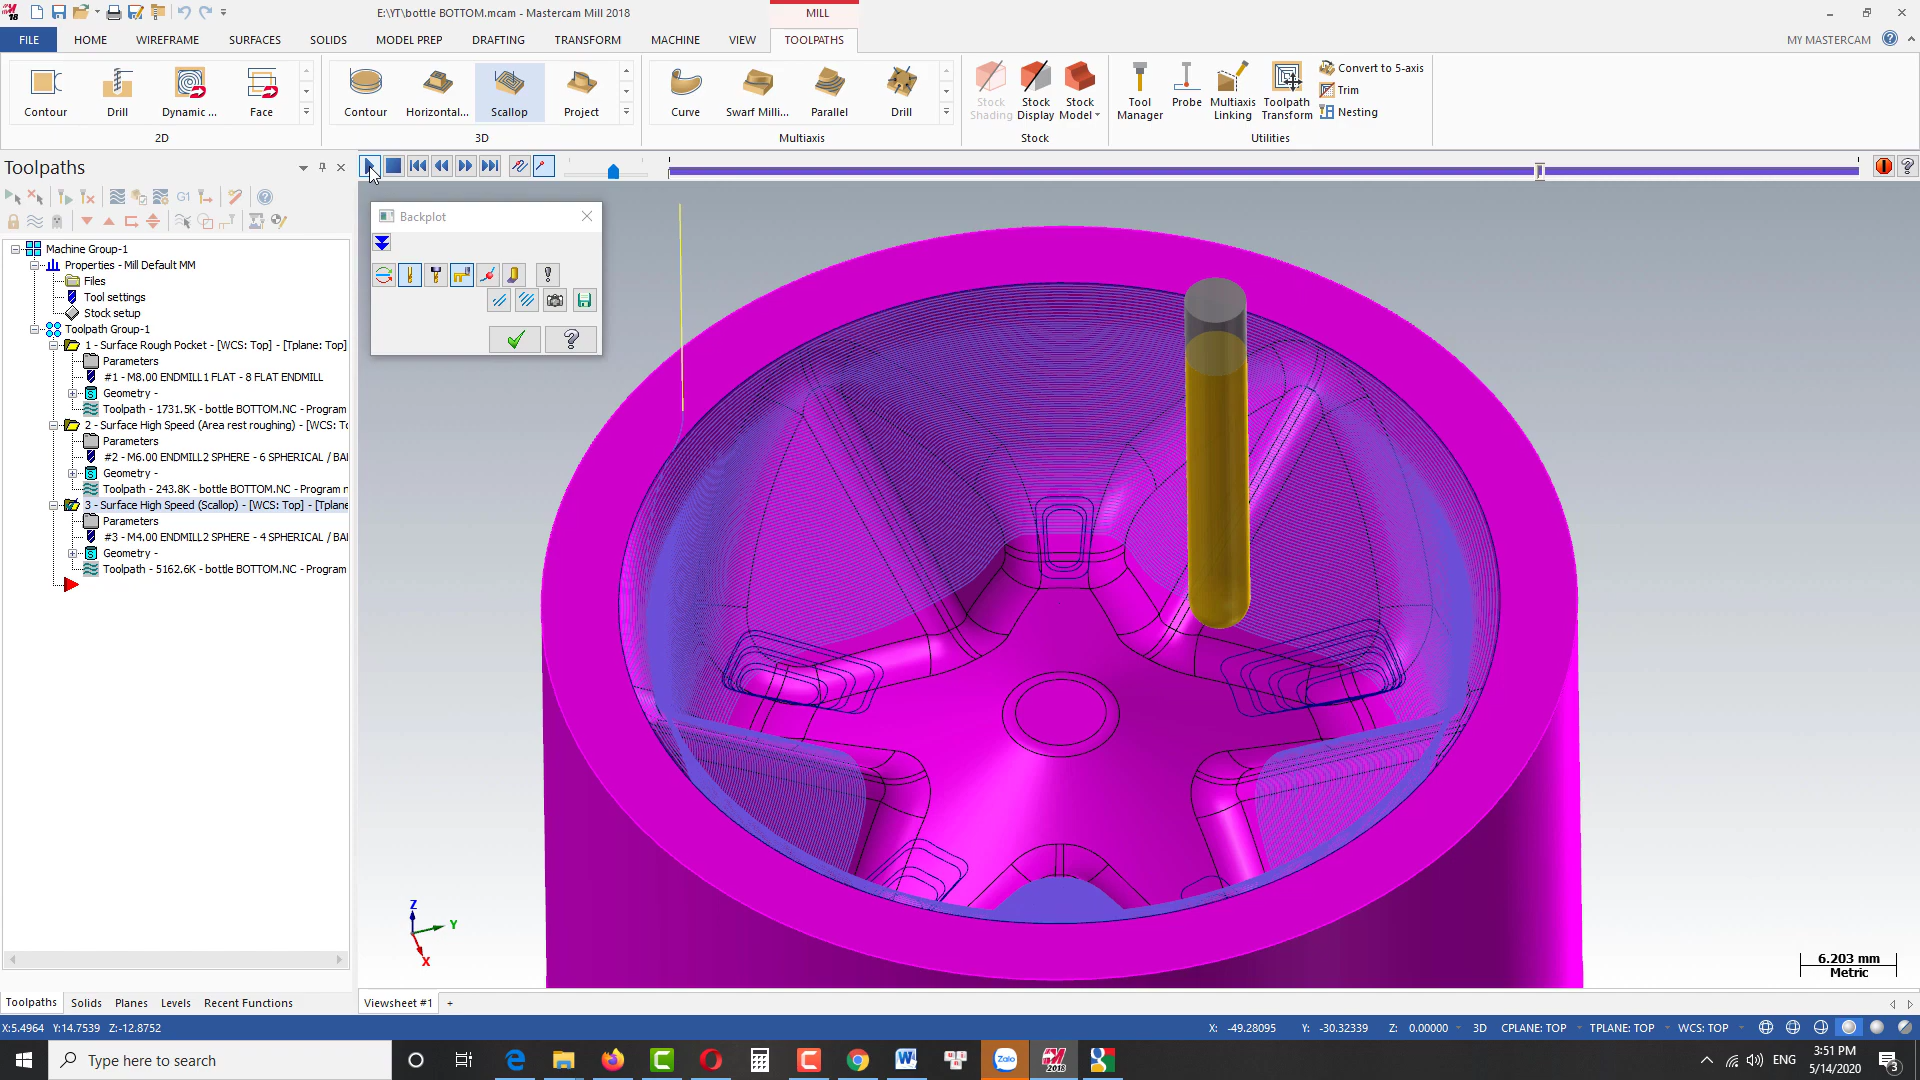 E:\YT\bottle BOTTOM.mcam - Mastercam Mill 2018
MILL
FILE
HOME
WIREFRAME
SURFACES
SOLIDS
MODEL PREP
DRAFTING
TRANSFORM
MACHINE
VIEW
TOOLPATHS
MY MASTERCAM
Contour
Drill
Dynamic ...
Face
2D
Contour
Horizontal...
Scallop
Project
3D
Curve
Swarf Milli...
Parallel
Drill
Multiaxis
Stock Shading
Stock Display
Stock Model
Stock
Tool Manager
Probe
Multiaxis Linking
Toolpath Transform
Convert to 5-axis
Trim
Nesting
Utilities
Toolpaths
G1
Backplot
Machine Group-1
Properties - Mill Default MM
Files
Tool settings
Stock setup
Toolpath Group-1
1 - Surface Rough Pocket - [WCS: Top] - [Tplane: Top]
Parameters
#1 - M8.00 ENDMILL1 FLAT - 8 FLAT ENDMILL
Geometry -
Toolpath - 1731.5K - bottle BOTTOM.NC - Program
2 - Surface High Speed (Area rest roughing) - [WCS: To
Parameters
#2 - M6.00 ENDMILL2 SPHERE - 6 SPHERICAL / BAL
Geometry -
Toolpath - 243.8K - bottle BOTTOM.NC - Program n
3 - Surface High Speed (Scallop) - [WCS: Top] - [Tplane
Parameters
#3 - M4.00 ENDMILL2 SPHERE - 4 SPHERICAL / BAL
Geometry -
Toolpath - 5162.6K - bottle BOTTOM.NC - Program
Z
Y
X
6.203 mm
Metric
Toolpaths
Solids
Planes
Levels
Recent Functions
Viewsheet #1
+
X:5.4964 Y:14.7539 Z:-12.8752
X: -49.28095 Y: -30.32339 Z: 0.00000 3D CPLANE: TOP TPLANE: TOP WCS: TOP
Type here to search
Zalo
2018
ENG
3:51 PM
5/14/2020
3